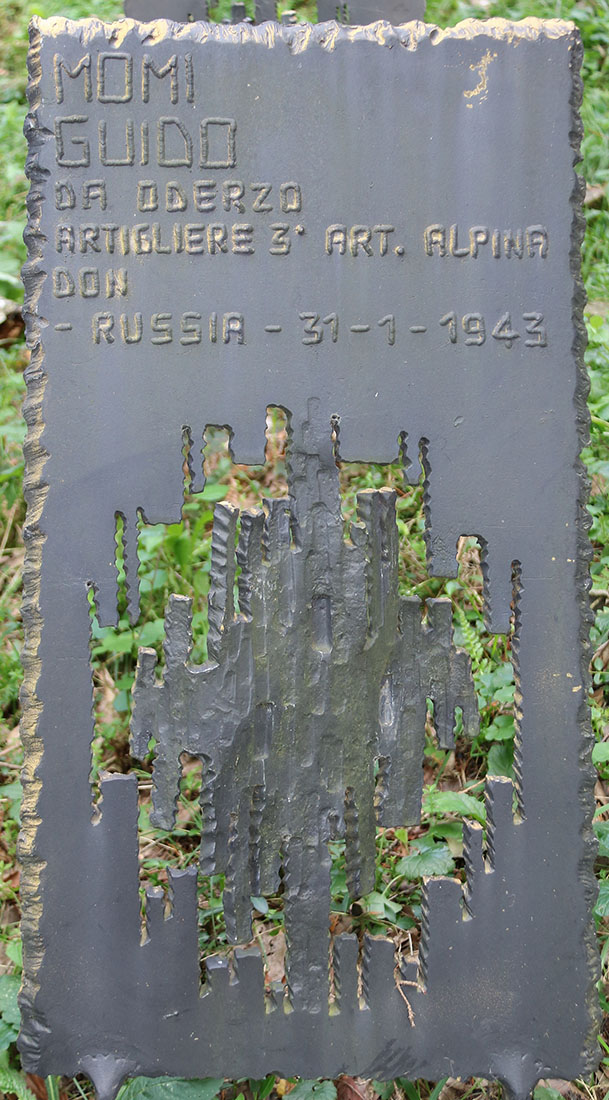 MOMI
GUIDO
DA ODERZO
ARTIGLIERE 3° ART. ALPINA
DON
- RUSSIA - 31-1-1943